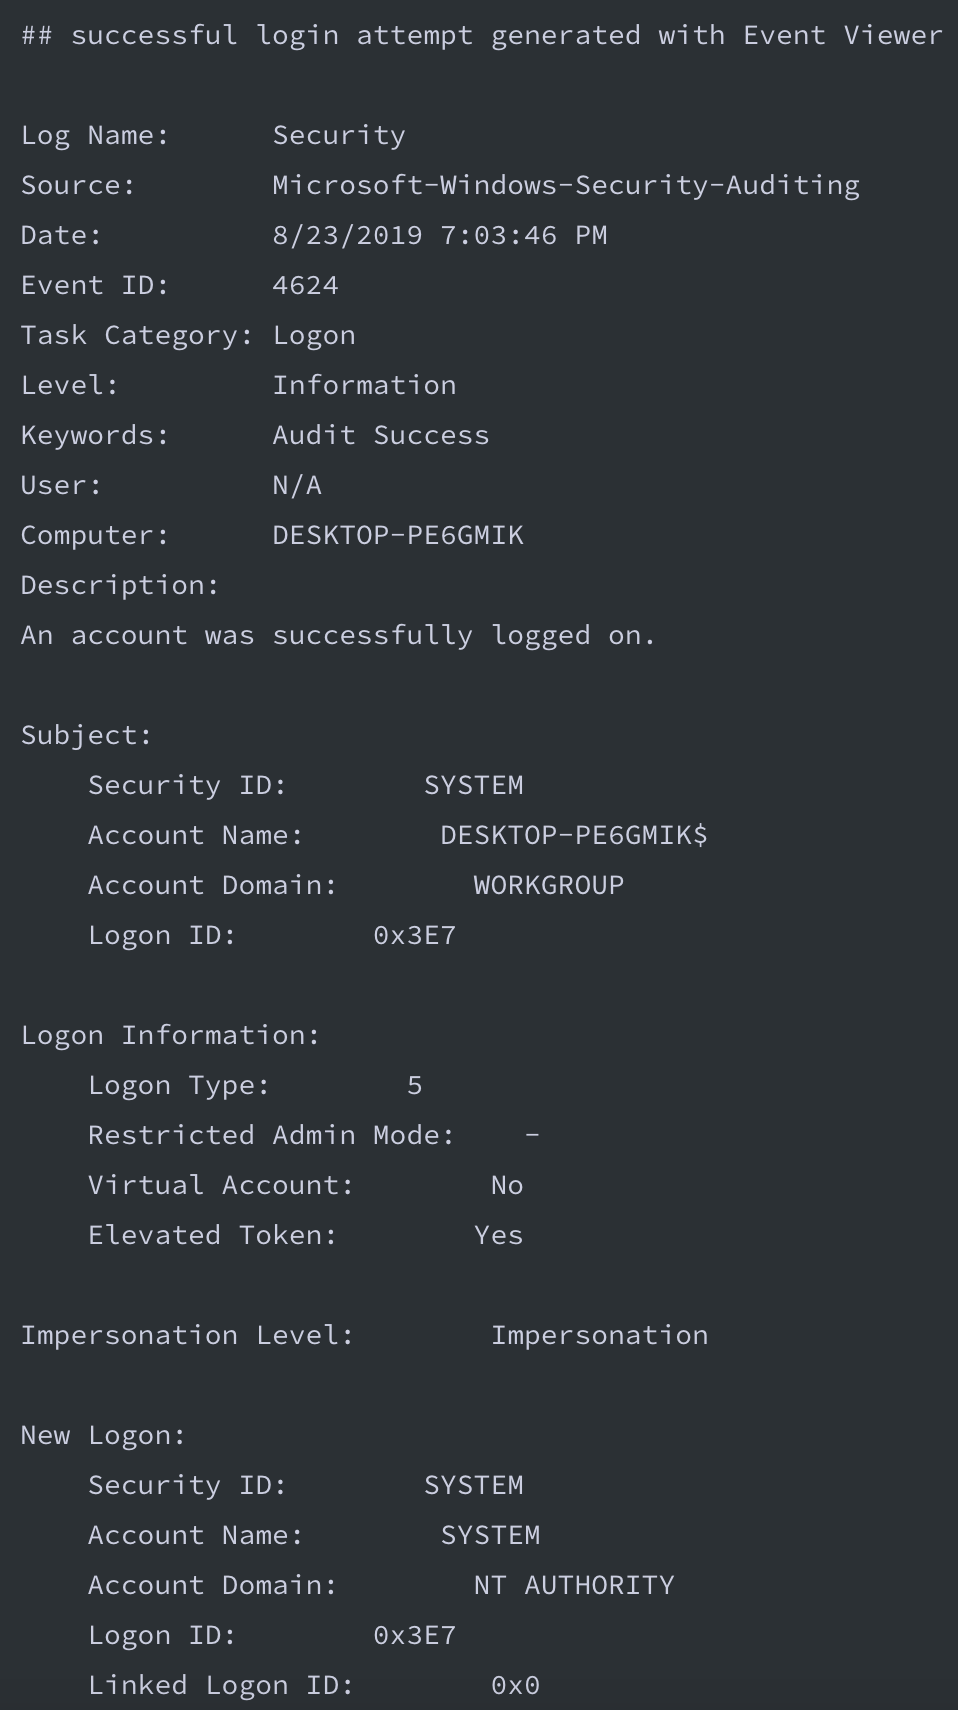 ## successful login attempt generated with Event Viewer
Log Name:      Security
Source:        Microsoft-Windows-Security-Auditing
Date:          8/23/2019 7:03:46 PM
Event ID:      4624
Task Category: Logon
Level:         Information
Keywords:      Audit Success
User:          N/A
Computer:      DESKTOP-PE6GMIK
Description:
An account was successfully logged on.
Subject:
    Security ID:        SYSTEM
    Account Name:        DESKTOP-PE6GMIK$
    Account Domain:        WORKGROUP
    Logon ID:        0x3E7
Logon Information:
    Logon Type:        5
    Restricted Admin Mode:    -
    Virtual Account:        No
    Elevated Token:        Yes
Impersonation Level:        Impersonation
New Logon:
    Security ID:        SYSTEM
    Account Name:        SYSTEM
    Account Domain:        NT AUTHORITY
    Logon ID:        0x3E7
    Linked Logon ID:        0x0